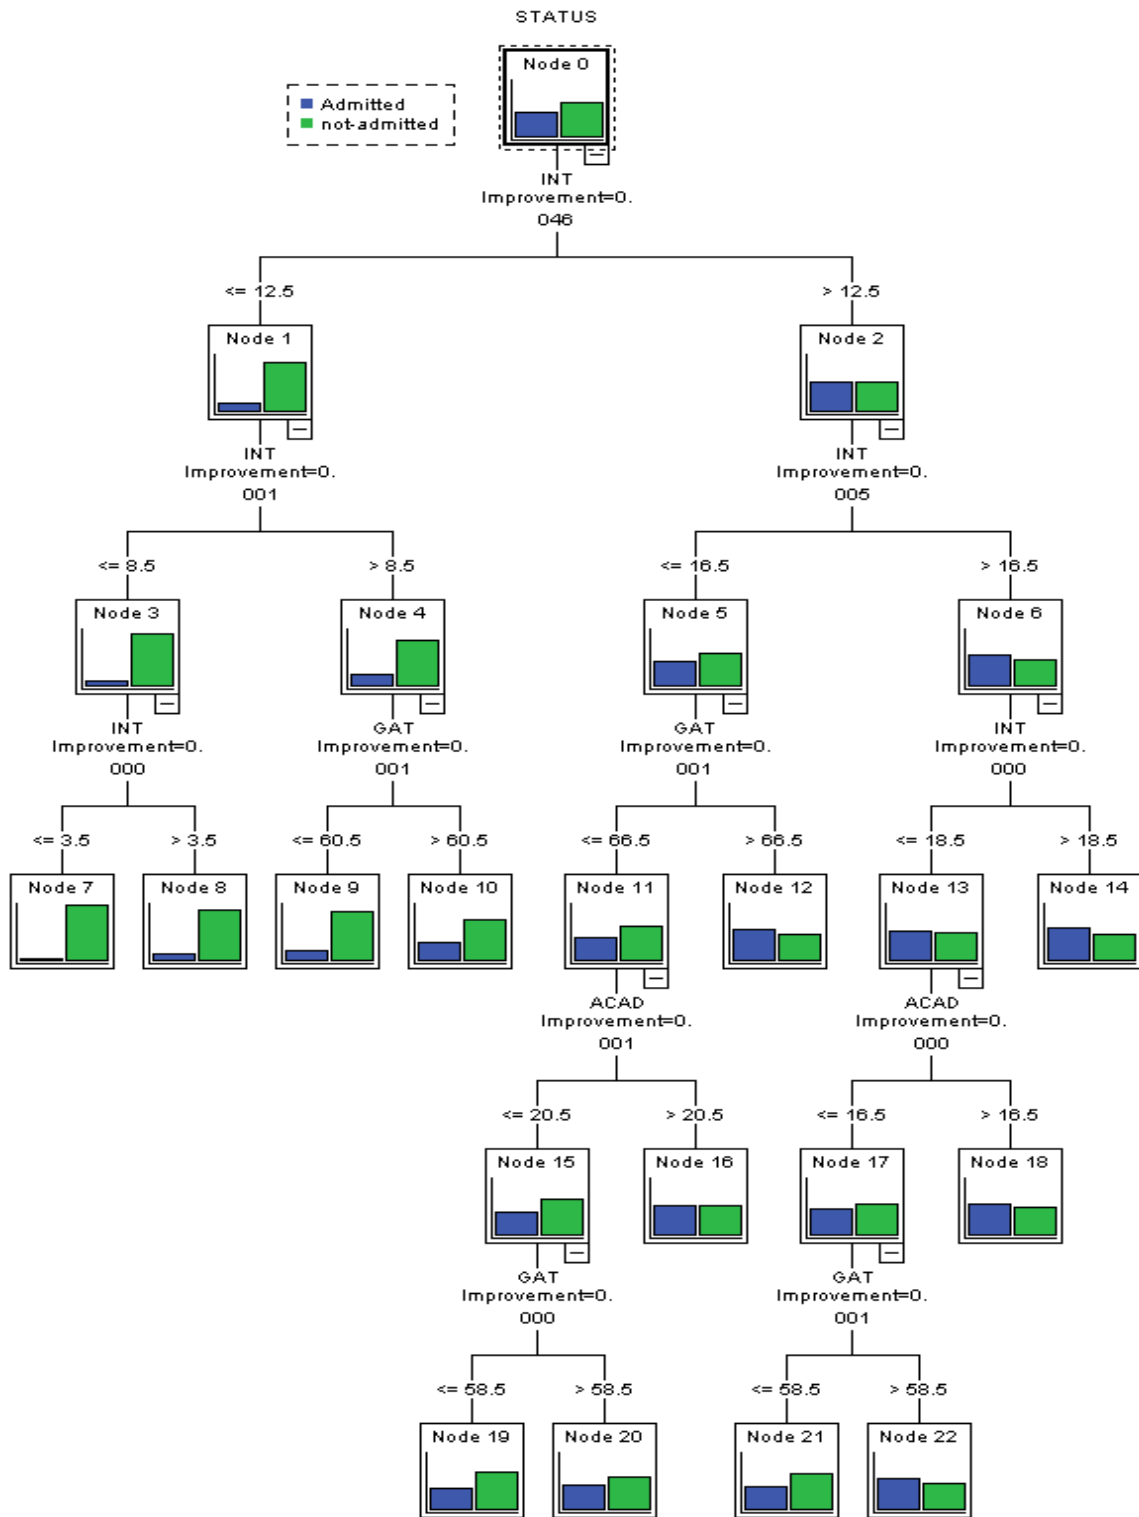 STATUS
Node 0
Admitted
not-admitted
INT
Improvement=0.
046
<= 12.5
> 12.5
Node 1
Node 2
INT
Improvement=0.
001
INT
Improvement=0.
005
<= 8.5
> 8.5
<= 16.5
> 16.5
Node 3
Node 4
Node 5
Node 6
INT
Improvement=0.
000
GAT
Improvement=0.
001
GAT
Improvement=0.
001
INT
Improvement=0.
000
<= 3.5
> 3.5
<= 60.5
> 60.5
<= 66.5
> 66.5
<= 18.5
> 18.5
Node 7
Node 8
Node 9
Node 10
Node 11
Node 12
Node 13
Node 14
ACAD
Improvement=0.
001
ACAD
Improvement=0.
000
<= 20.5
> 20.5
<= 16.5
> 16.5
Node 15
Node 16
Node 17
Node 18
GAT
Improvement=0.
000
GAT
Improvement=0.
001
<= 58.5
> 58.5
<= 58.5
> 58.5
Node 19
Node 20
Node 21
Node 22